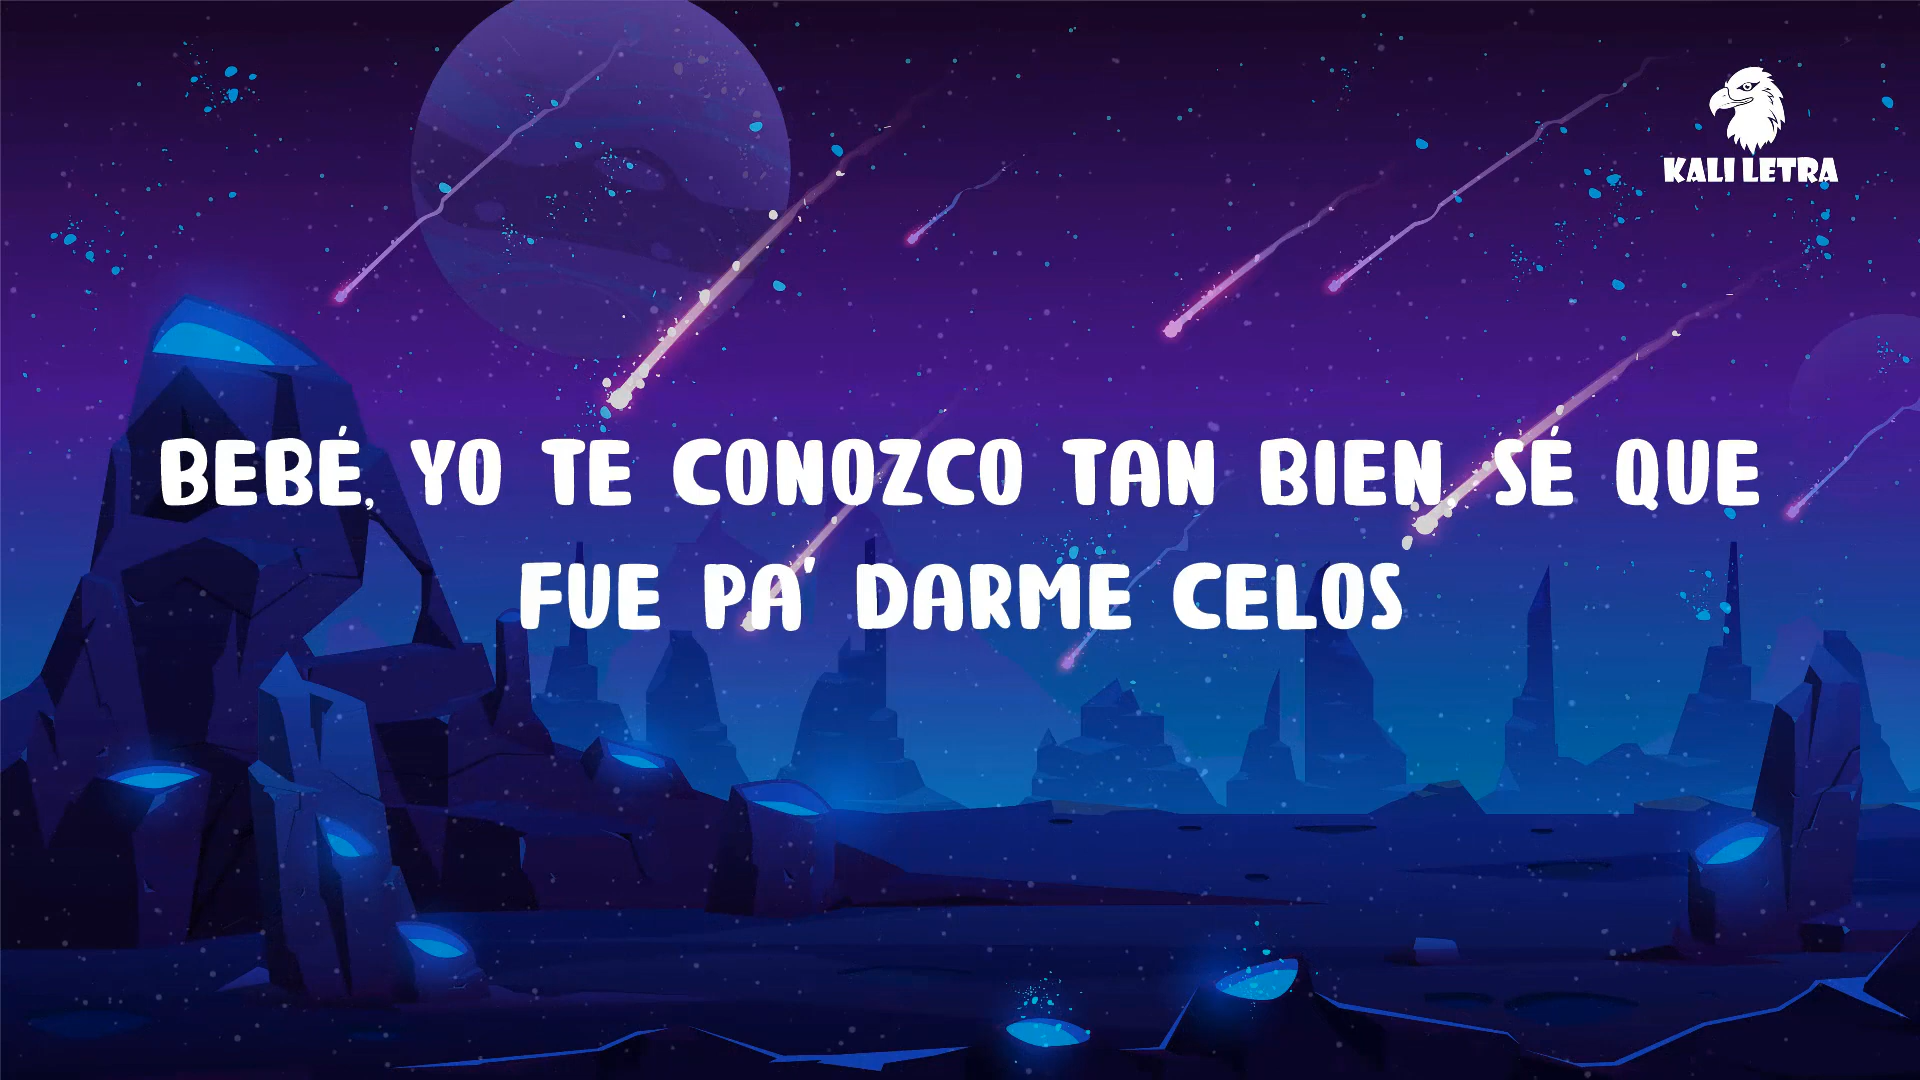 KALI LETRA
BEBÉ, YO TE CONOZCO TAN BIEN SÉ QUE
FUE PA' DARME CELOS